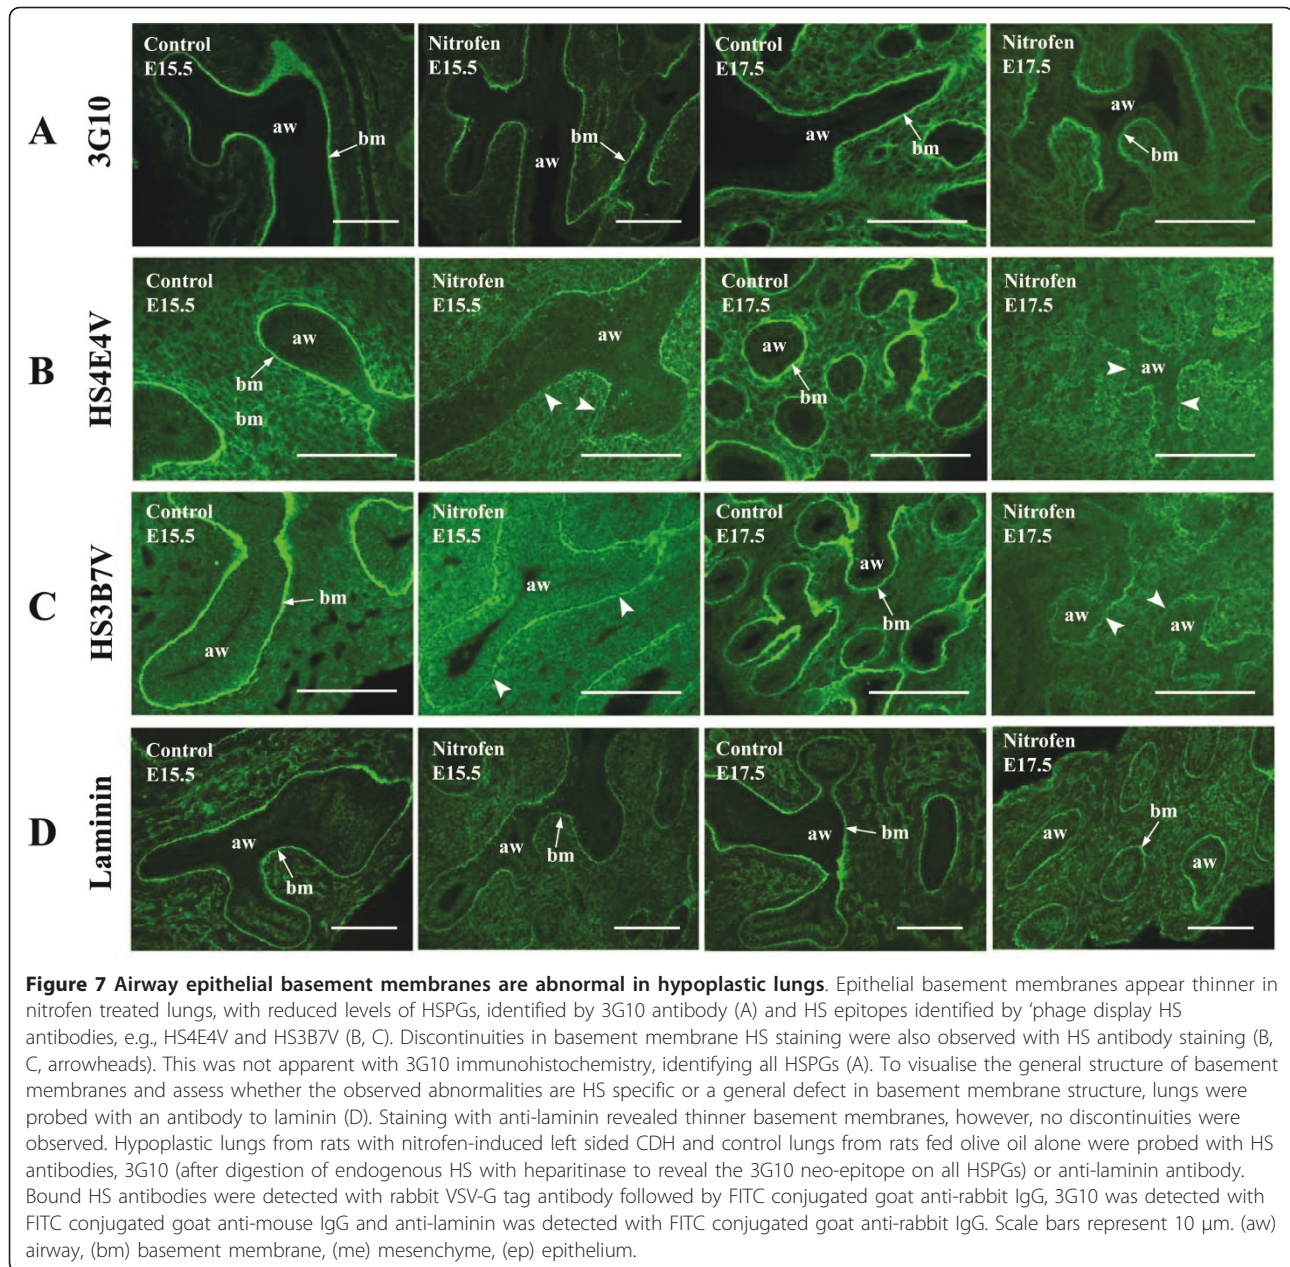 A
3G10
Control
E15.5
aw
bm
Nitrofen
E15.5
bm
aw
Control
E17.5
aw
bm
Nitrofen
E17.5
aw
bm
B
HS4E4V
Control
E15.5
aw
bm
bm
Nitrofen
E15.5
aw
Control
E17.5
aw
bm
Nitrofen
E17.5
aw
C
HS3B7V
Control
E15.5
bm
aw
Nitrofen
E15.5
aw
Control
E17.5
aw
bm
Nitrofen
E17.5
aw
aw
D
Laminin
Control
E15.5
aw
bm
Nitrofen
E15.5
aw
bm
Control
E17.5
aw
bm
Nitrofen
E17.5
bm
aw
aw
Figure 7 Airway epithelial basement membranes are abnormal in hypoplastic lungs. Epithelial basement membranes appear thinner in
nitrofen treated lungs, with reduced levels of HSPGs, identified by 3G10 antibody (A) and HS epitopes identified by ‘phage display HS
antibodies, e.g., HS4E4V and HS3B7V (B, C). Discontinuities in basement membrane HS staining were also observed with HS antibody staining (B,
C, arrowheads). This was not apparent with 3G10 immunohistochemistry, identifying all HSPGs (A). To visualise the general structure of basement
membranes and assess whether the observed abnormalities are HS specific or a general defect in basement membrane structure, lungs were
probed with an antibody to laminin (D). Staining with anti-laminin revealed thinner basement membranes, however, no discontinuities were
observed. Hypoplastic lungs from rats with nitrofen-induced left sided CDH and control lungs from rats fed olive oil alone were probed with HS
antibodies, 3G10 (after digestion of endogenous HS with heparitinase to reveal the 3G10 neo-epitope on all HSPGs) or anti-laminin antibody.
Bound HS antibodies were detected with rabbit VSV-G tag antibody followed by FITC conjugated goat anti-rabbit IgG, 3G10 was detected with
FITC conjugated goat anti-mouse IgG and anti-laminin was detected with FITC conjugated goat anti-rabbit IgG. Scale bars represent 10 μm. (aw)
airway, (bm) basement membrane, (me) mesenchyme, (ep) epithelium.